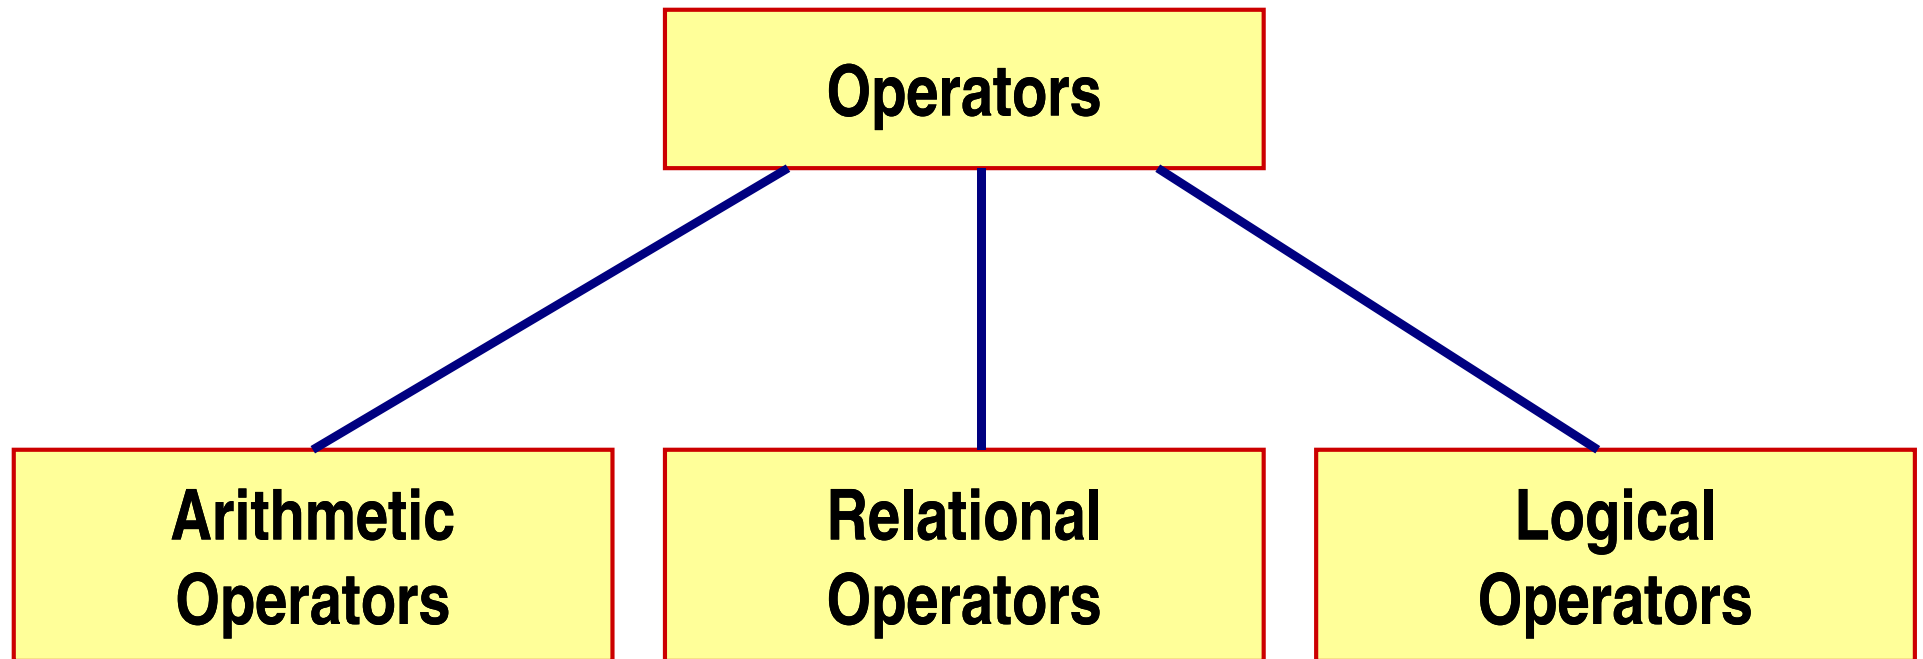 Operators
Arithmetic
Operators
Relational
Operators
Logical
Operators